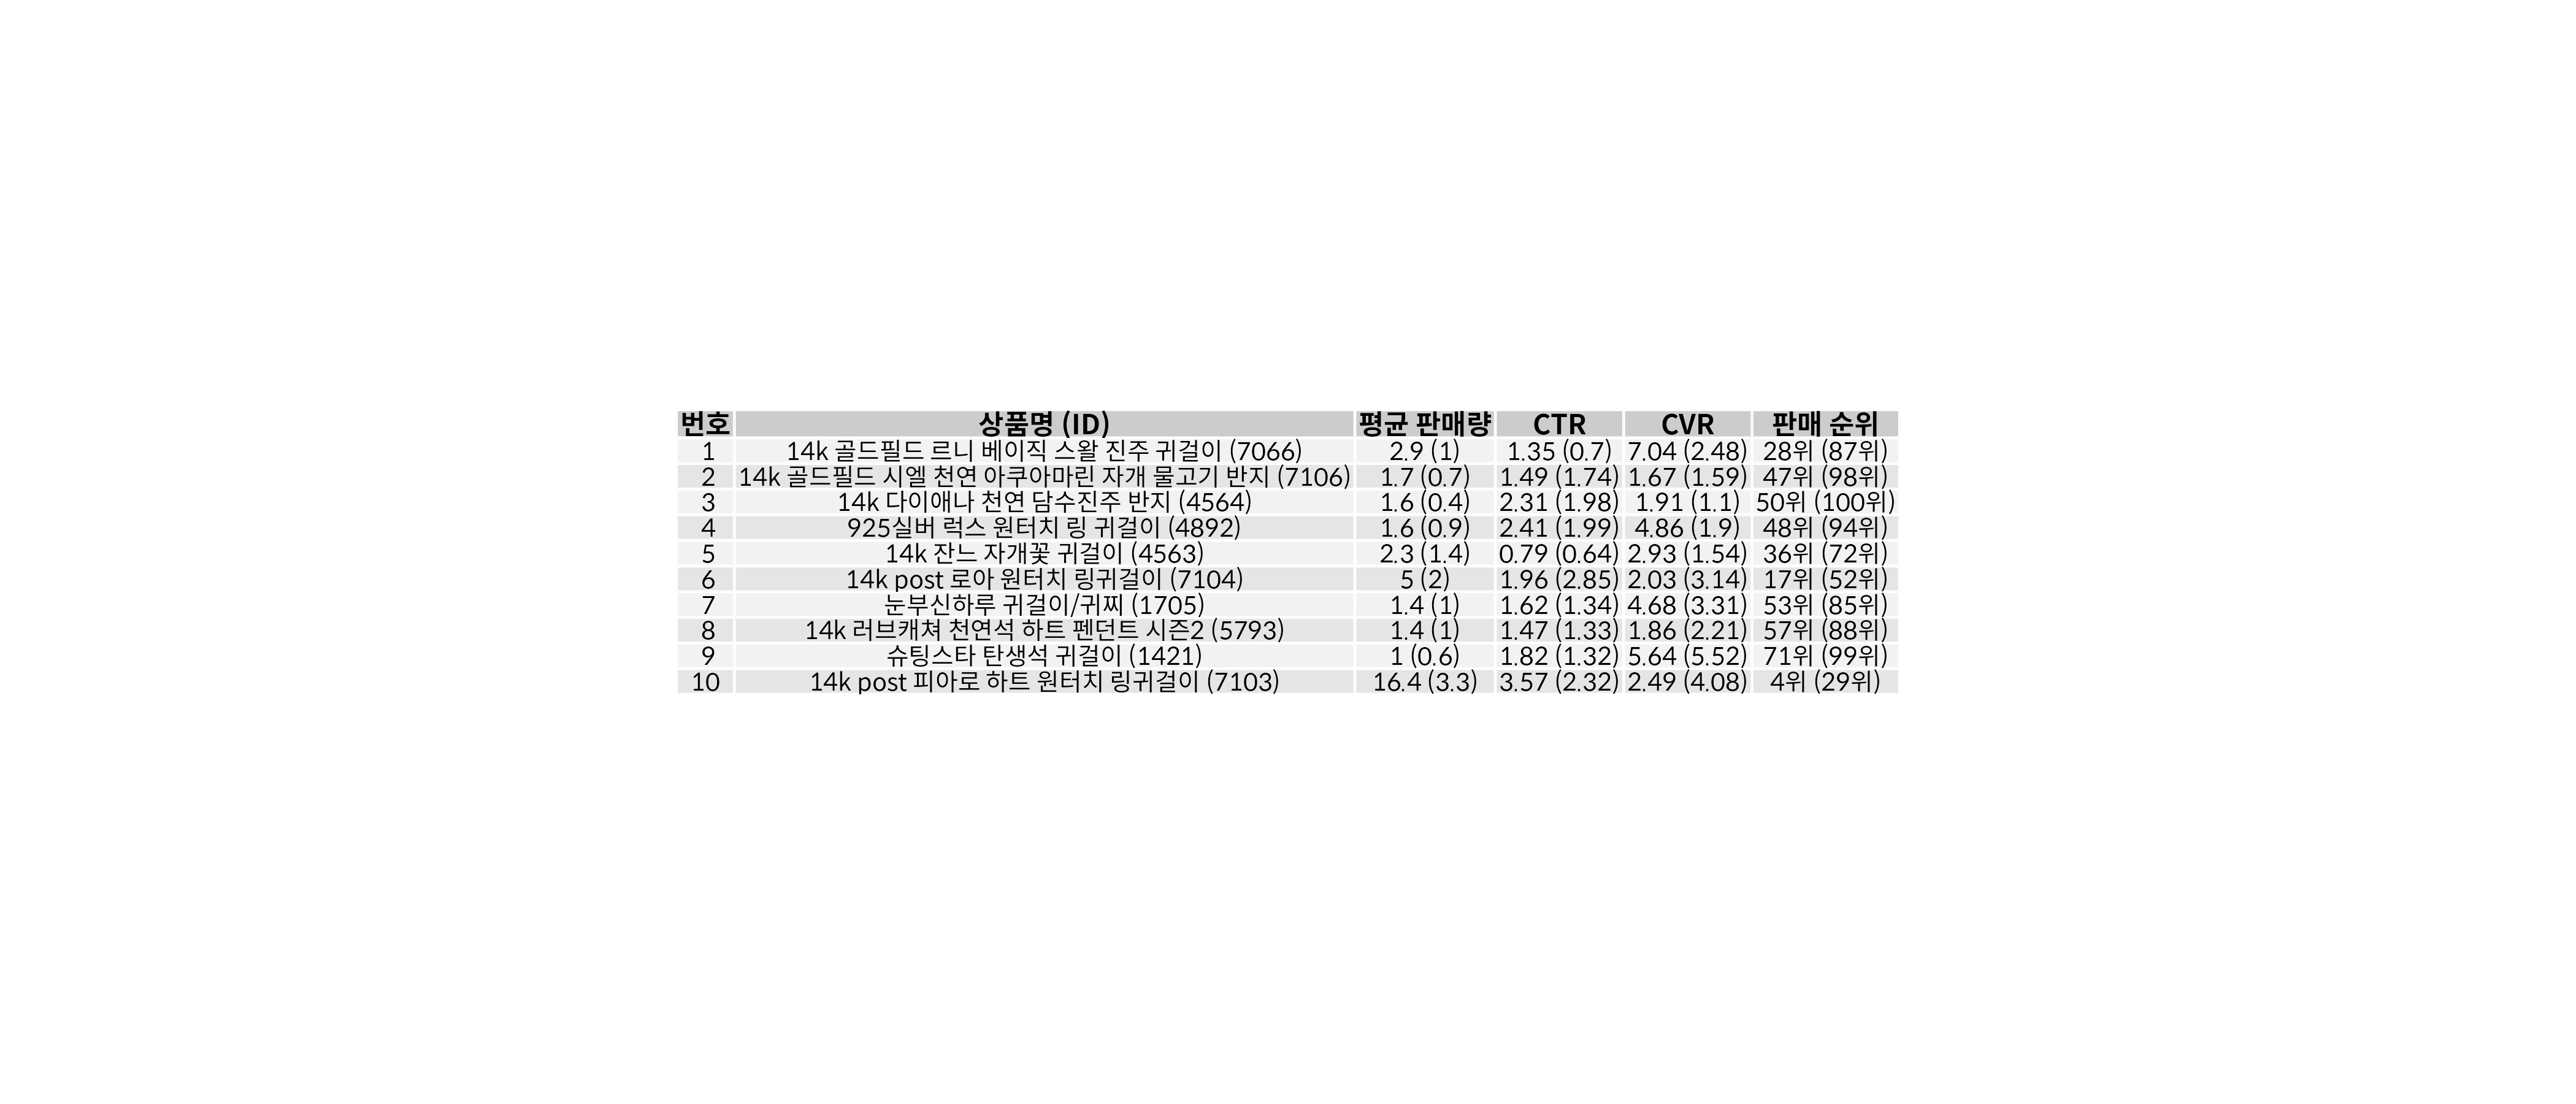 번호 상품명 (ID) 평균 판매량 CTR CVR 판매 순위
1 14k 골드필드 르니 베이직 스왈 진주 귀걸이 (7066) 2.9 (1) 1.35 (0.7) 7.04 (2.48) 28위 (87위)
2 14k 골드필드 시엘 천연 아쿠아마린 자개 물고기 반지 (7106) 1.7 (0.7) 1.49 (1.74) 1.67 (1.59) 47위 (98위)
3 14k 다이애나 천연 담수진주 반지 (4564) 1.6 (0.4) 2.31 (1.98) 1.91 (1.1) 50위 (100위)
4 925실버 럭스 원터치 링 귀걸이 (4892) 1.6 (0.9) 2.41 (1.99) 4.86 (1.9) 48위 (94위)
5 14k 잔느 자개꽃 귀걸이 (4563) 2.3 (1.4) 0.79 (0.64) 2.93 (1.54) 36위 (72위)
6 14k post 로아 원터치 링귀걸이 (7104) 5 (2) 1.96 (2.85) 2.03 (3.14) 17위 (52위)
7 눈부신하루 귀걸이/귀찌 (1705) 1.4 (1) 1.62 (1.34) 4.68 (3.31) 53위 (85위)
8 14k 러브캐쳐 천연석 하트 펜던트 시즌2 (5793) 1.4 (1) 1.47 (1.33) 1.86 (2.21) 57위 (88위)
9 슈팅스타 탄생석 귀걸이 (1421) 1 (0.6) 1.82 (1.32) 5.64 (5.52) 71위 (99위)
10 14k post 피아로 하트 원터치 링귀걸이 (7103) 16.4 (3.3) 3.57 (2.32) 2.49 (4.08) 4위 (29위)